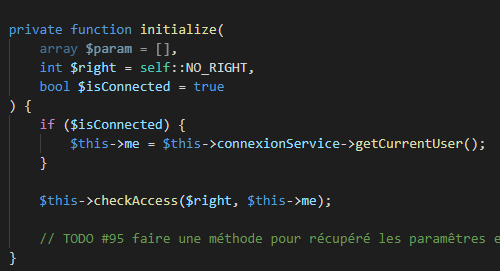 private function initialize(
    array $param = [],
    int $right = self::NO_RIGHT,
    bool $isConnected = true
) {
    if ($isConnected) {
        $this->me = $this->connexionService->getCurrentUser();
    }

    $this->checkAccess($right, $this->me);

    // TODO #95 faire une méthode pour récupéré les paramêtres e
}